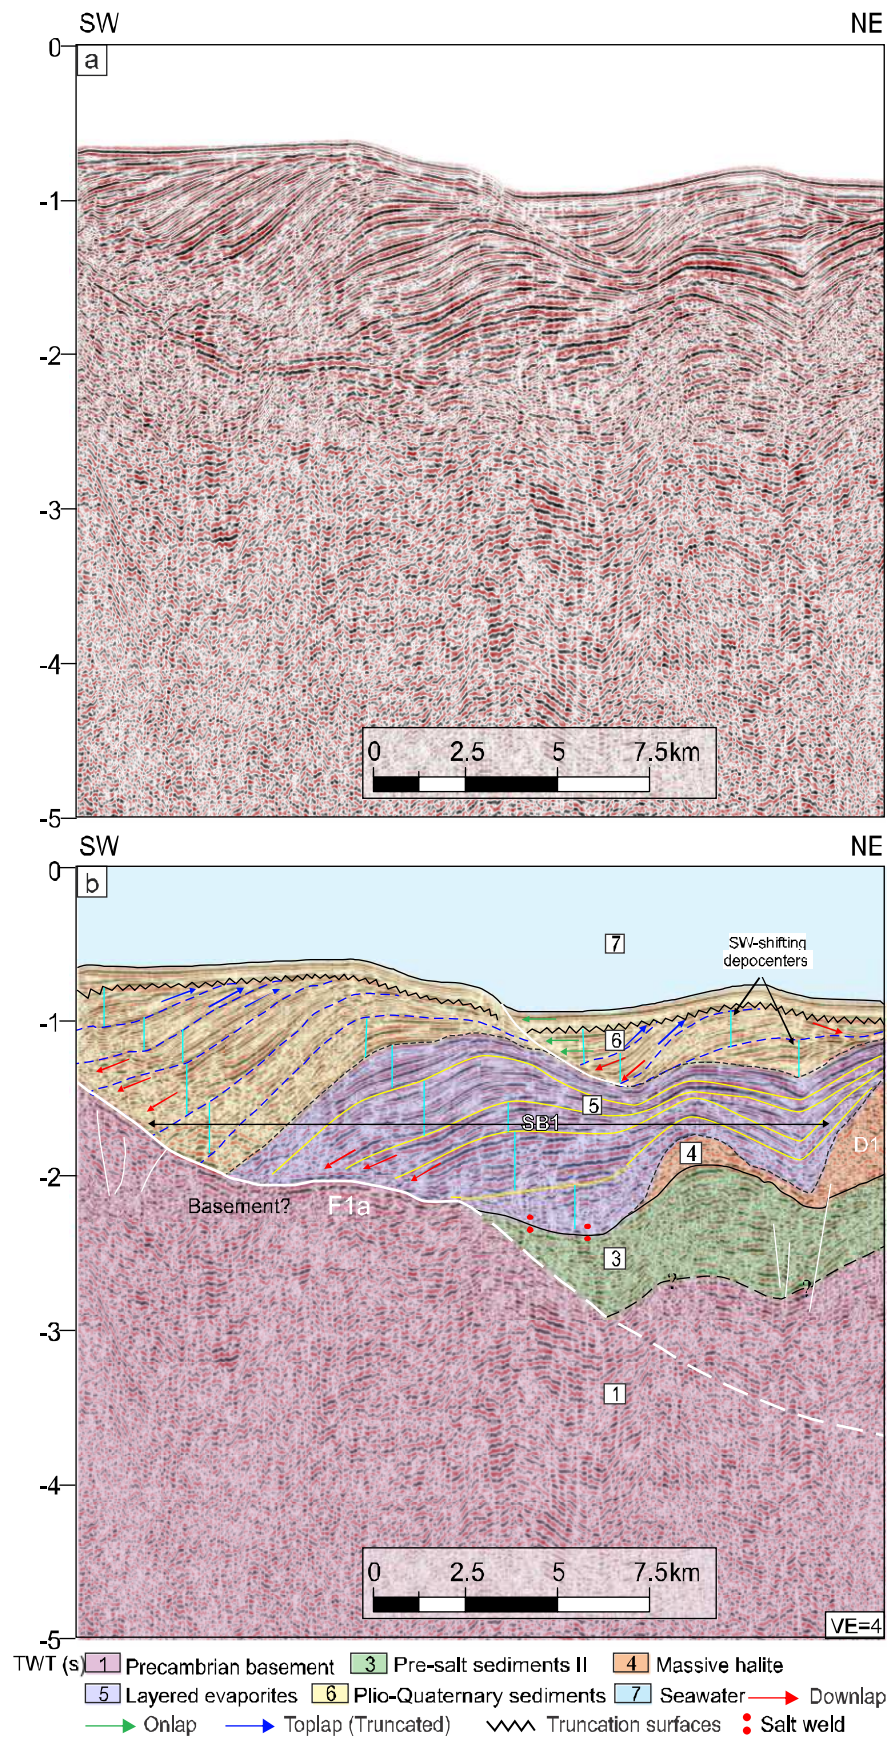 SW NE
0
a
-1
-2
-3
-4
0 2.5 5 7.5km
-5
SW NE
0
b
7
SW-shifting
depocenters
-1
6
5
SB1
4
D1
-2
Basement? F1a
3
? ?
-3
1
-4
0 2.5 5 7.5km
VE=4
-5
TWT (s) 1 Precambrian basement 3 Pre-salt sediments II 4 Massive halite
5 Layered evaporites 6 Plio-Quaternary sediments 7 Seawater Downlap
Onlap Toplap (Truncated) Truncation surfaces Salt weld